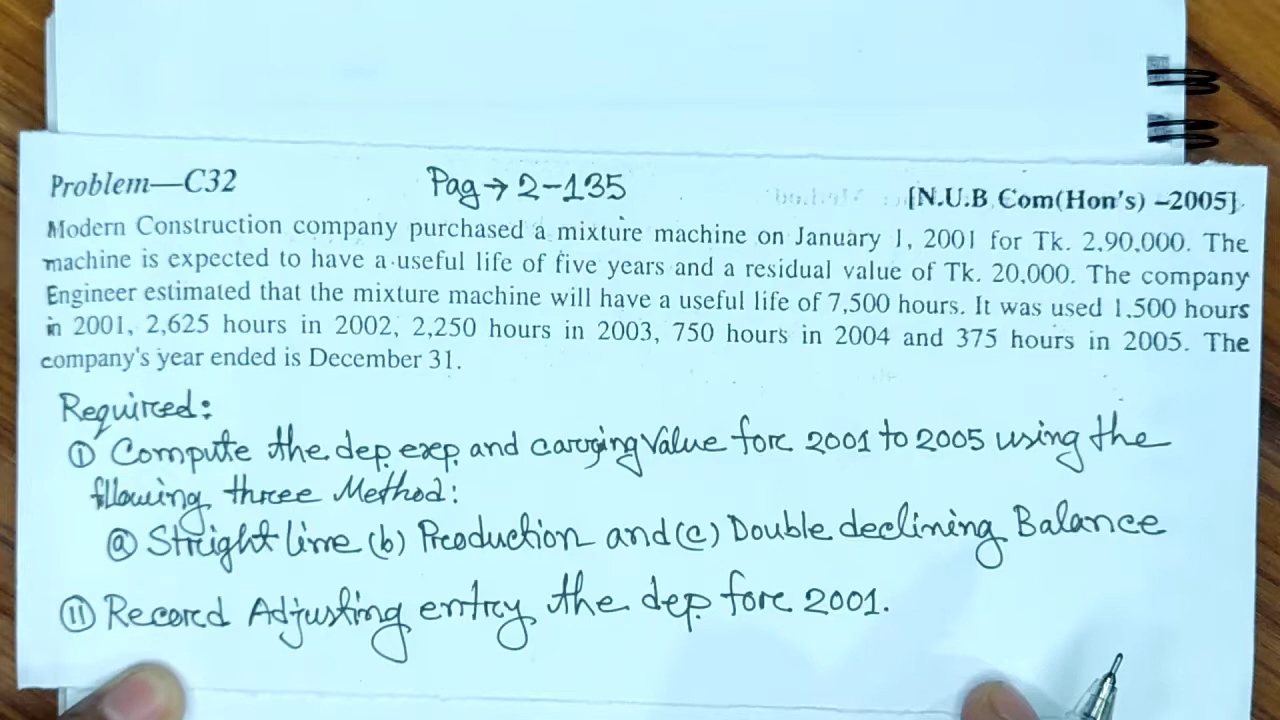 Problem—C32 Pag → 2-135 [N.U.B.Com(Hon's) –2005]
Modern Construction company purchased a mixture machine on January 1, 2001 for Tk. 2,90,000. The
machine is expected to have a useful life of five years and a residual value of Tk. 20,000. The company
Engineer estimated that the mixture machine will have a useful life of 7,500 hours. It was used 1,500 hours
in 2001, 2,625 hours in 2002, 2,250 hours in 2003, 750 hours in 2004 and 375 hours in 2005. The
company's year ended is December 31.
Required:
① Compute the dep. exep. and carrying Value for 2001 to 2005 using the
fllowing three Method:
ⓐ Streight line (b) Production and (c) Double declining Balance
⑪ Record Adjusting entry the dep. for 2001.